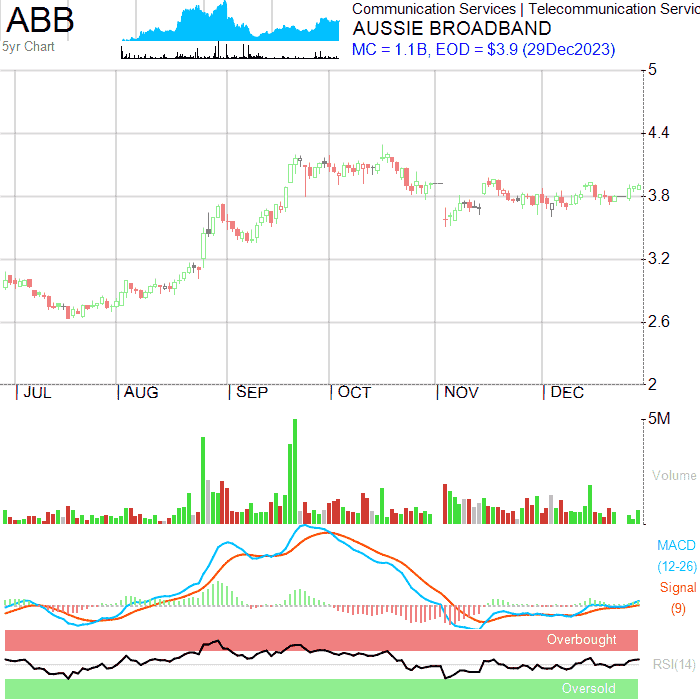 ABB
5yr Chart
Communication Services | Telecommunication Servic
AUSSIE BROADBAND
MC = 1.1B, EOD = $3.9 (29Dec2023)
5
4.4
3.8
3.2
2.6
2
JUL
AUG
SEP
OCT
NOV
DEC
5M
Volume
MACD
(12-26)
Signal
(9)
Overbought
RSI(14)
Oversold